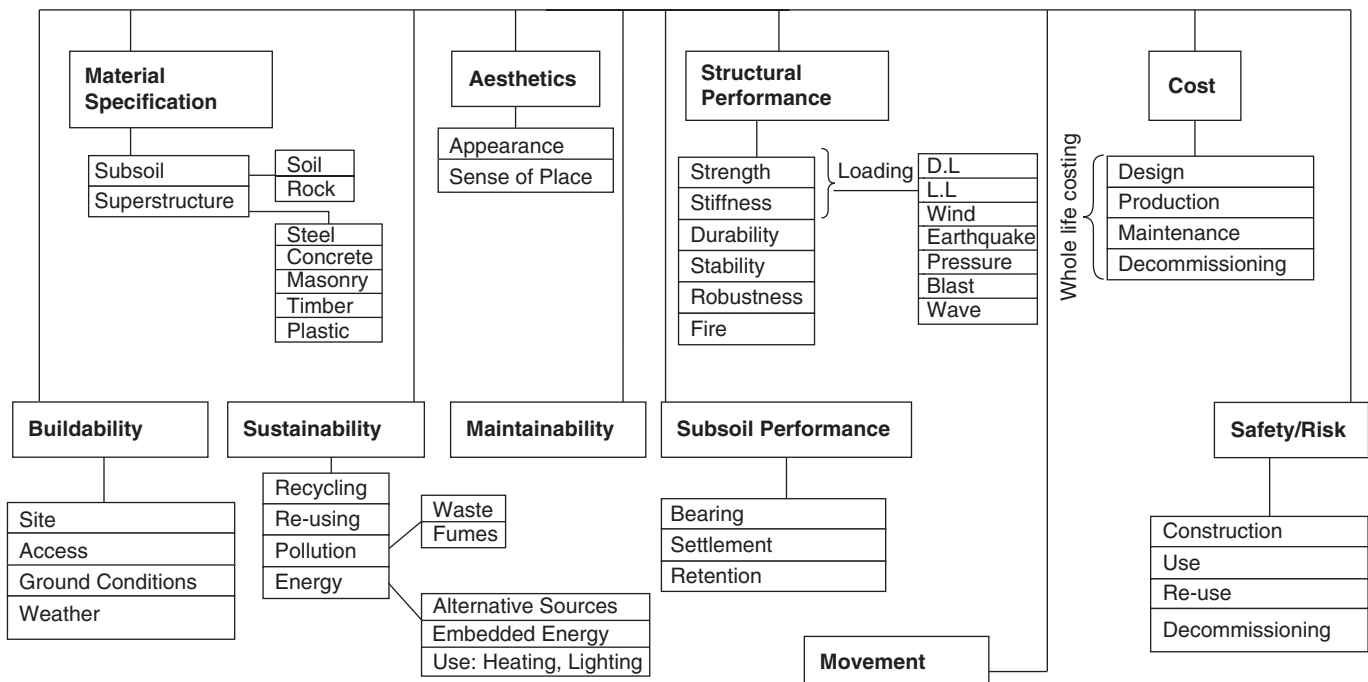 Material
Specification
Subsoil
Superstructure
Soil
Rock
Steel
Concrete
Masonry
Timber
Plastic
Aesthetics
Appearance
Sense of Place
Structural
Performance
Strength
Stiffness
Durability
Stability
Robustness
Fire
Loading
D.L
L.L
Wind
Earthquake
Pressure
Blast
Wave
Cost
Whole life costing
Design
Production
Maintenance
Decommissioning
Buildability
Site
Access
Ground Conditions
Weather
Sustainability
Recycling
Re-using
Pollution
Energy
Waste
Fumes
Alternative Sources
Embedded Energy
Use: Heating, Lighting
Maintainability
Subsoil Performance
Bearing
Settlement
Retention
Movement
Safety/Risk
Construction
Use
Re-use
Decommissioning